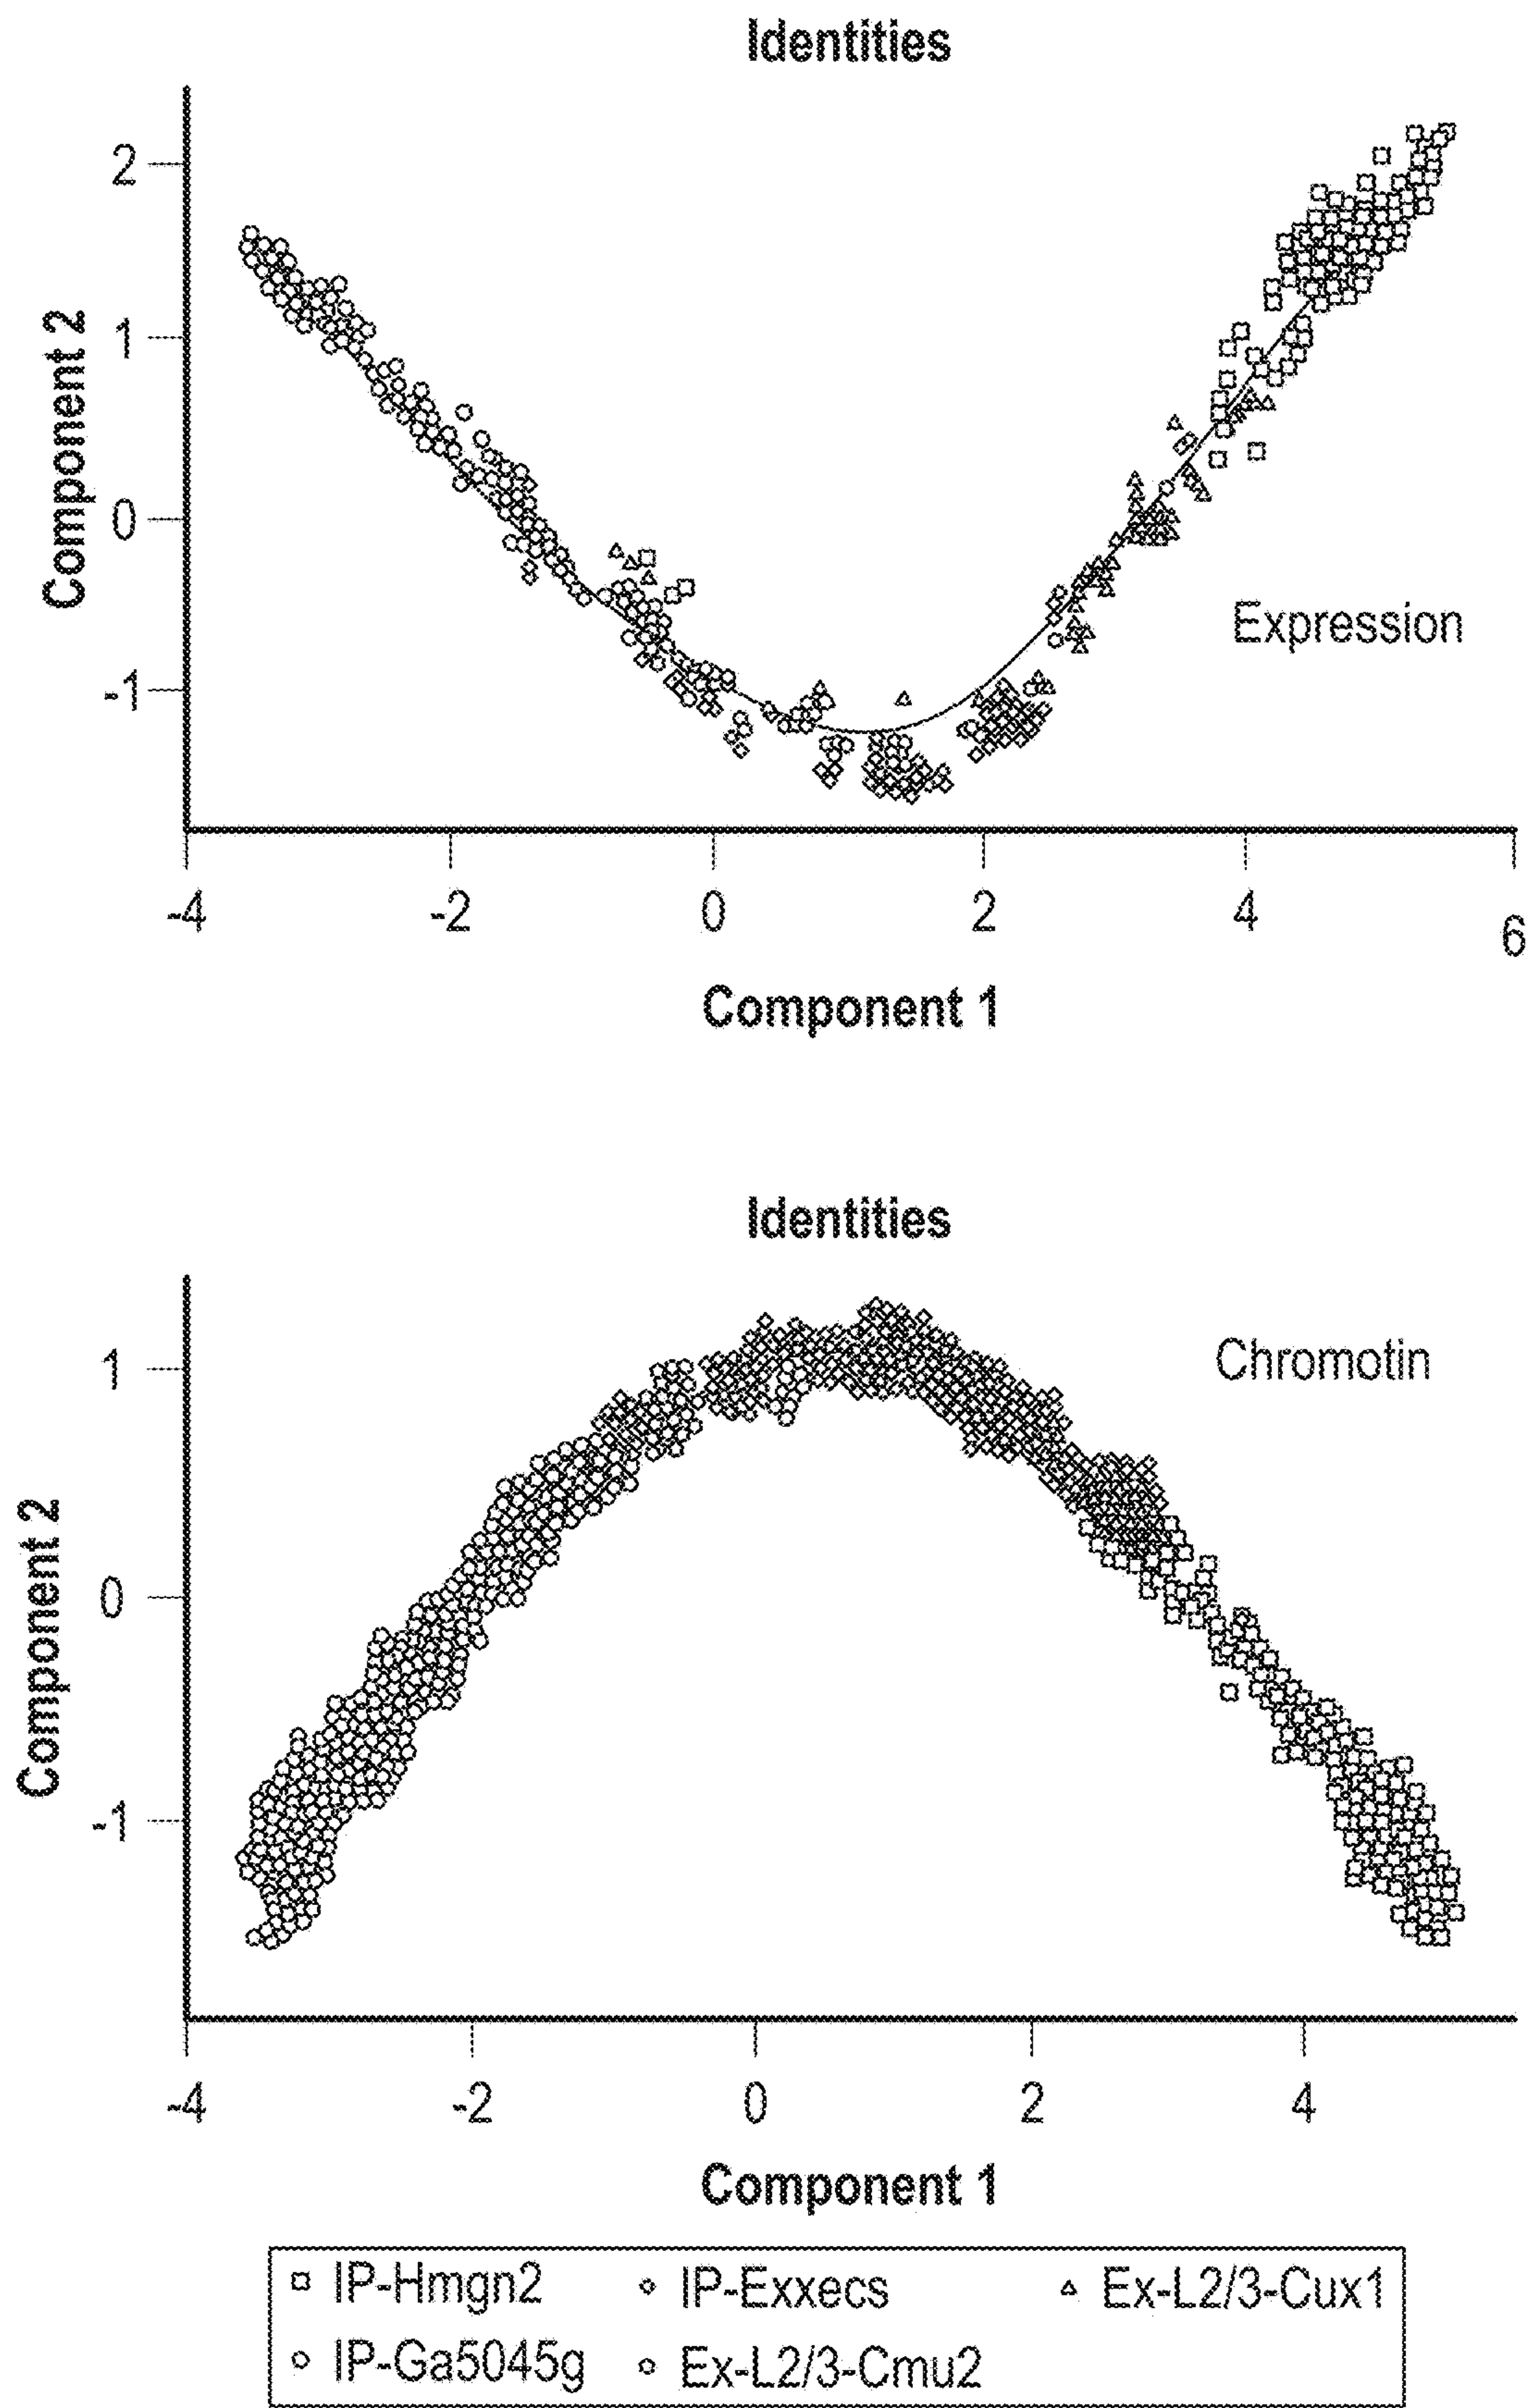 Identities
2
1
0
-1
Component 2
Expression
-4 -2 0 2 4 6
Component 1
Identities
1
0
-1
Component 2
Chromotin
-4 -2 0 2 4
Component 1
IP-Hmgn2 IP-Exxecs Ex-L2/3-Cux1
IP-Ga5045g Ex-L2/3-Cmu2